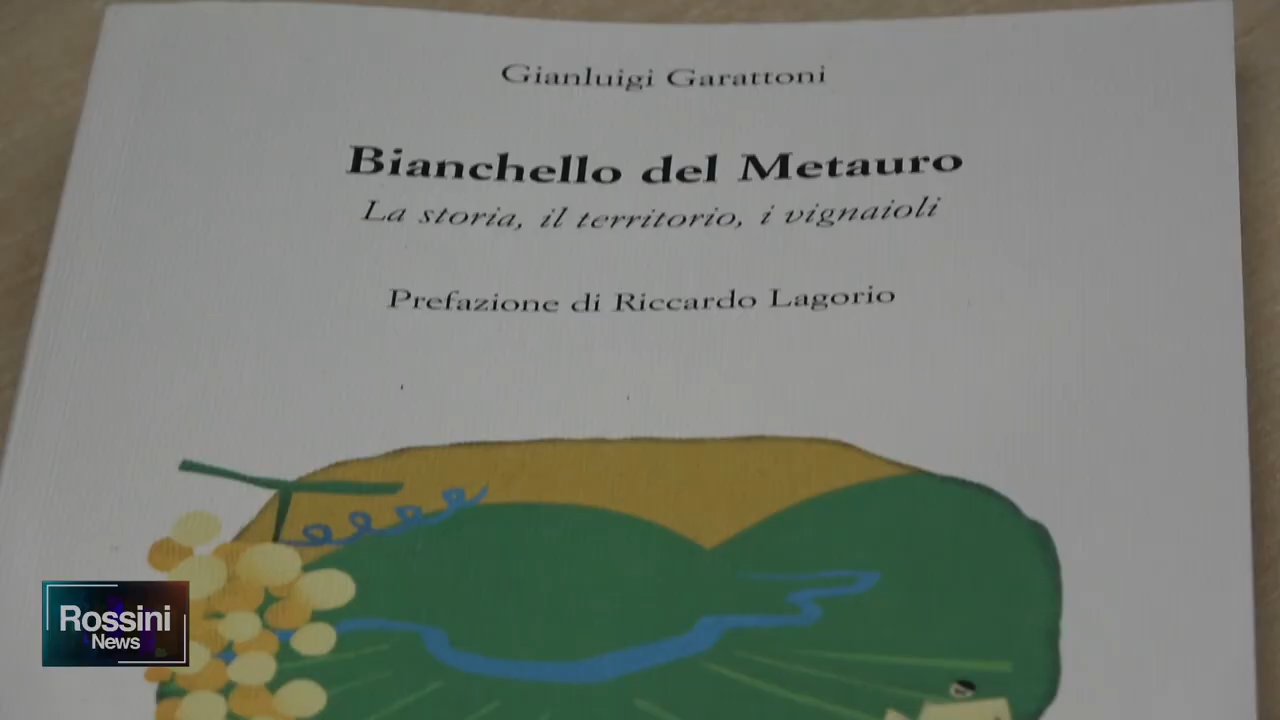 Gianluigi Garattoni
Bianchello del Metauro
La storia, il territorio, i vignaioli
Prefazione di Riccardo Lagorio
Rossini
News